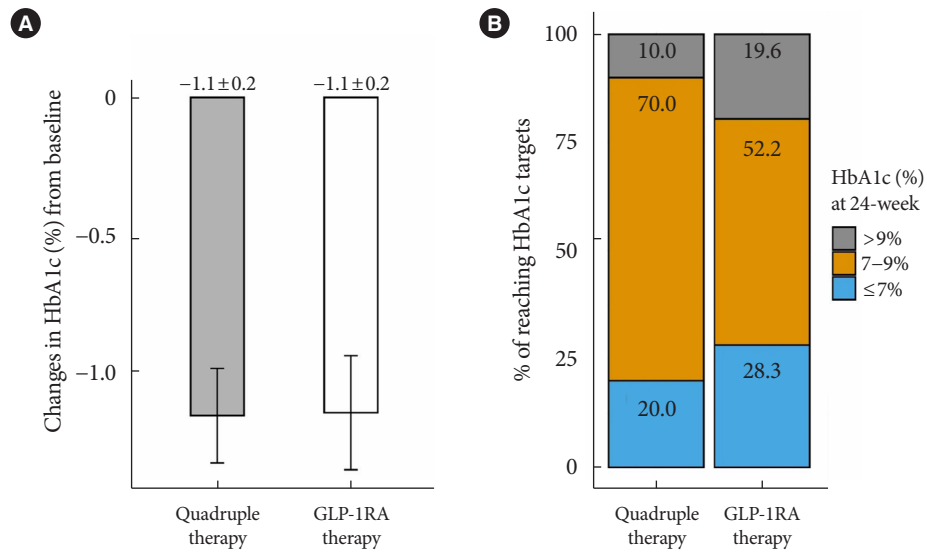 A
Changes in HbA1c (%) from baseline
0
−0.5
−1.0
−1.1±0.2
−1.1±0.2
Quadruple
therapy
GLP-1RA
therapy
B
% of reaching HbA1c targets
100
75
50
25
0
10.0
70.0
20.0
19.6
52.2
28.3
Quadruple
therapy
GLP-1RA
therapy
HbA1c (%)
at 24-week
>9%
7−9%
≤7%